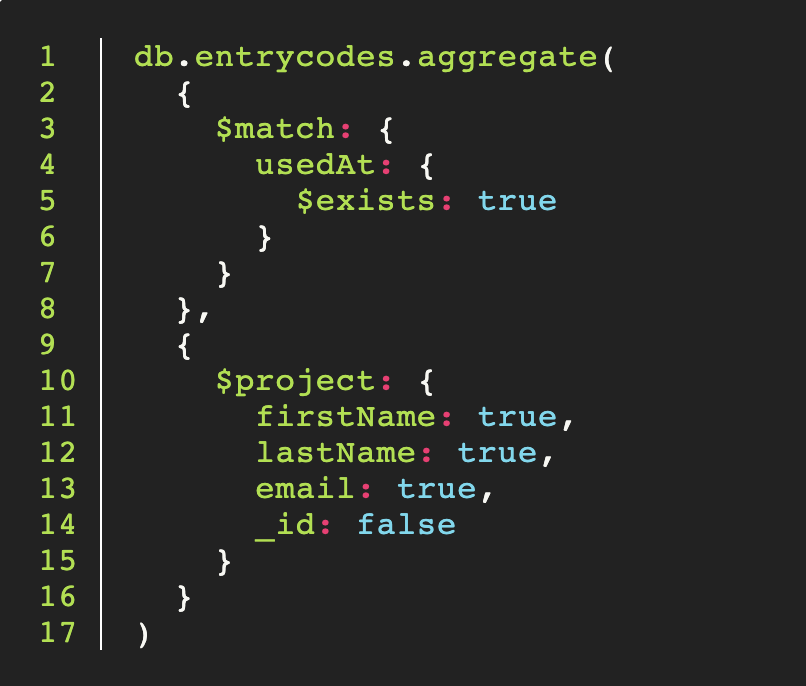 1 db.entrycodes.aggregate(
2   {
3     $match: {
4       usedAt: {
5         $exists: true
6       }
7     }
8   },
9   {
10     $project: {
11       firstName: true,
12       lastName: true,
13       email: true,
14       _id: false
15     }
16   }
17 )